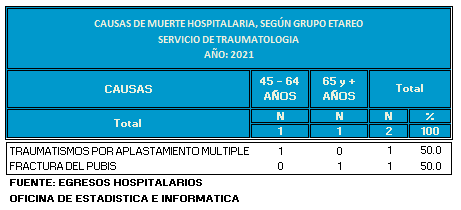 CAUSAS DE MUERTE HOSPITALARIA, SEGÚN GRUPO ETAREO
SERVICIO DE TRAUMATOLOGIA
AÑO: 2021
CAUSAS 45 – 64 AÑOS 65 y + AÑOS Total
N N N %
Total 1 1 2 100
TRAUMATISMOS POR APLASTAMIENTO MULTIPLE 1 0 1 50.0
FRACTURA DEL PUBIS 0 1 1 50.0
FUENTE: EGRESOS HOSPITALARIOS
OFICINA DE ESTADISTICA E INFORMATICA